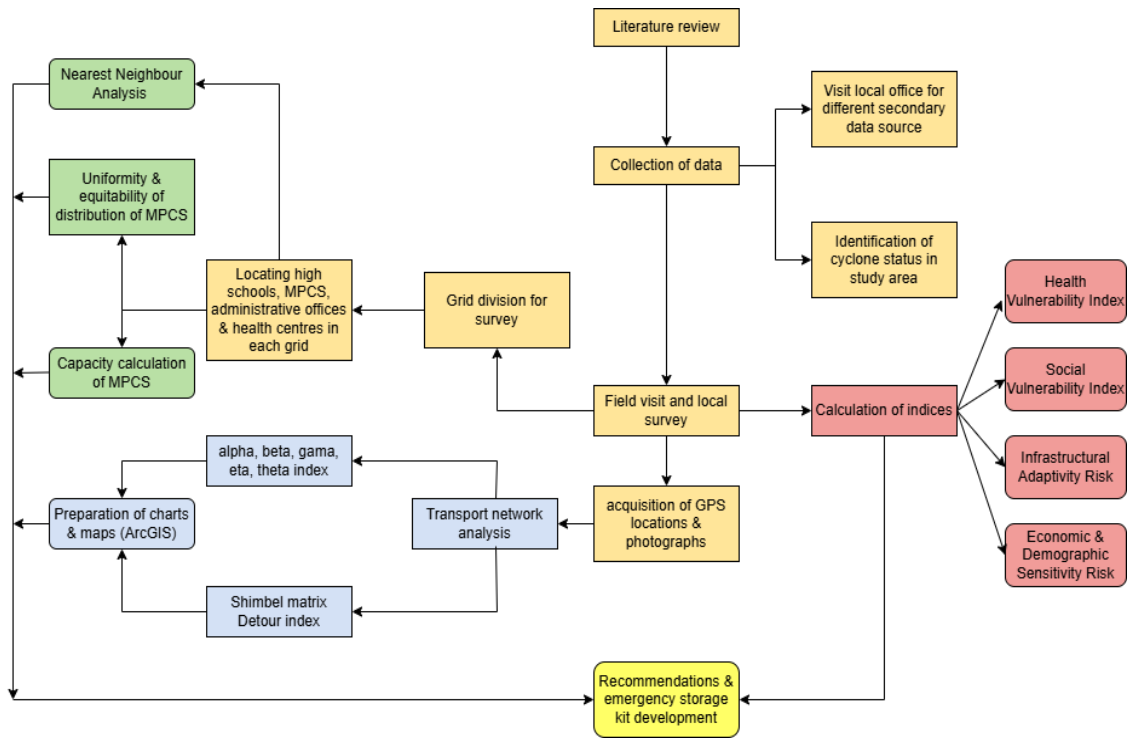 Literature review
Nearest Neighbour
Analysis
Visit local office for
different secondary
data source
Collection of data
Uniformity &
equitability of
distribution of MPCS
Identification of
cyclone status in
study area
Locating high
schools, MPCS,
administrative offices
& health centres in
each grid
Grid division for
survey
Health
Vulnerability Index
Capacity calculation
of MPCS
Social
Vulnerability Index
Field visit and local
survey
Calculation of indices
alpha, beta, gama,
eta, theta index
Infrastructural
Adaptivity Risk
Preparation of charts
& maps (ArcGIS)
Transport network
analysis
acquisition of GPS
locations &
photographs
Economic &
Demographic
Sensitivity Risk
Shimbel matrix
Detour index
Recommendations &
emergency storage
kit development